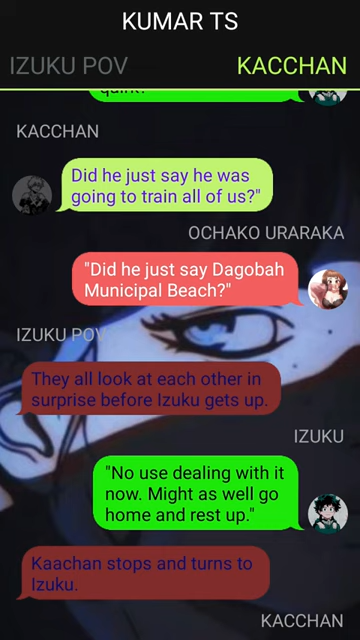 KUMAR TS
IZUKU POV
KACCHAN
quirk?"
KACCHAN
Did he just say he was
going to train all of us?"
OCHAKO URARAKA
"Did he just say Dagobah
Municipal Beach?"
IZUKU POV
They all look at each other in
surprise before Izuku gets up.
IZUKU
"No use dealing with it
now. Might as well go
home and rest up."
Kaachan stops and turns to
Izuku.
KACCHAN